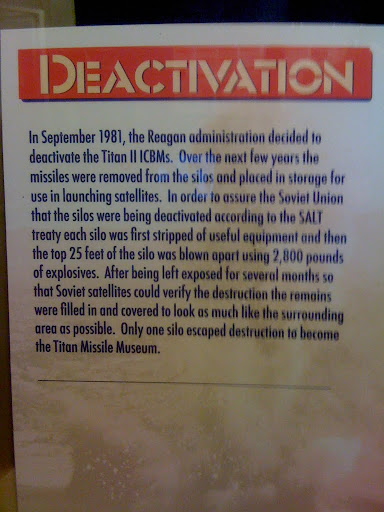 DEACTIVATION
In September 1981, the Reagan administration decided to
deactivate the Titan II ICBMs. Over the next few years the
missiles were removed from the silos and placed in storage for
use in launching satellites. In order to assure the Soviet Union
that the silos were being deactivated according to the SALT
treaty each silo was first stripped of useful equipment and then
the top 25 feet of the silo was blown apart using 2,800 pounds
of explosives. After being left exposed for several months so
that Soviet satellites could verify the destruction the remains
were filled in and covered to look as much like the surrounding
area as possible. Only one silo escaped destruction to become
the Titan Missile Museum.